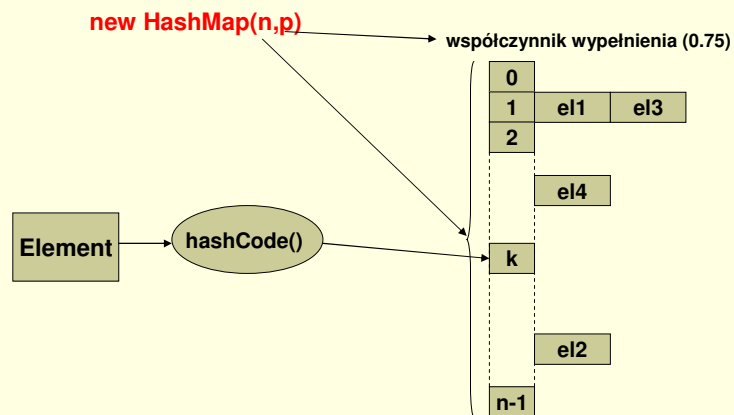 new HashMap(n,p)
współczynnik wypełnienia (0.75)
0
1 el1 el3
2
el4
Element
hashCode()
k
el2
n-1